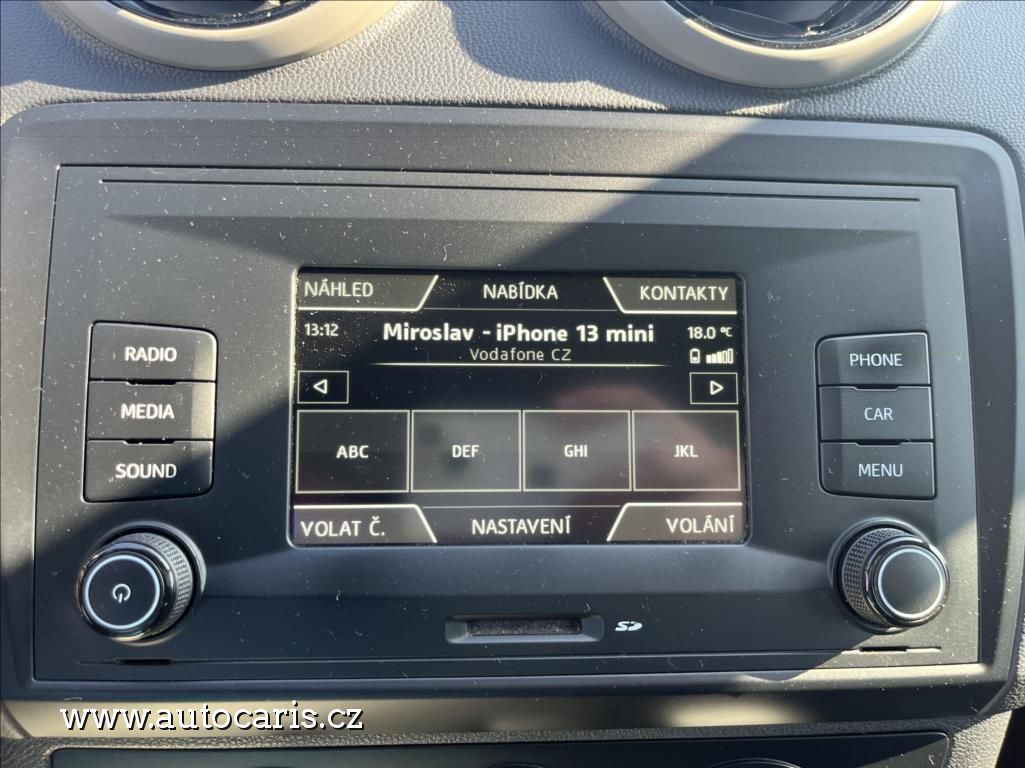 NÁHLED NABÍDKA KONTAKTY
13:12 Miroslav - iPhone 13 mini 18.0 °C
Vodafone CZ
RADIO
MEDIA
SOUND
ABC DEF GHI JKL
VOLAT Č. NASTAVENÍ VOLÁNÍ
PHONE
CAR
MENU
SD
www.autocaris.cz